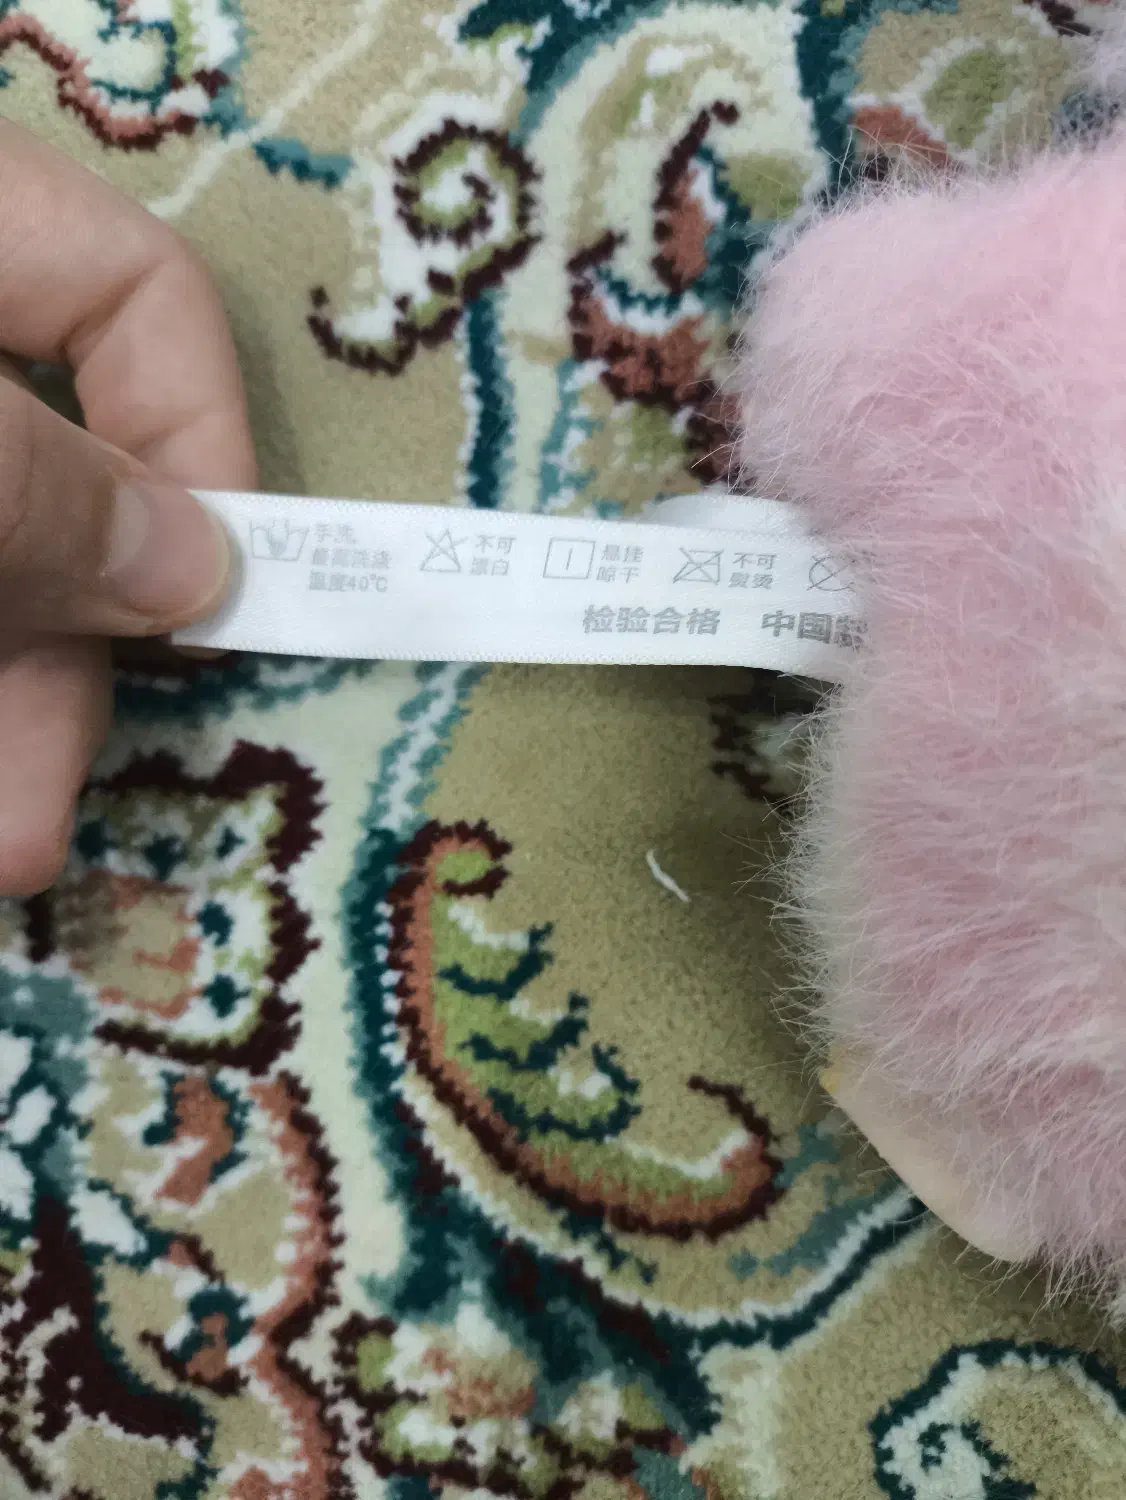 手洗,
最高洗涤
温度40℃
不可
漂白
悬挂
晾干
不可
熨烫
检验合格 中国制